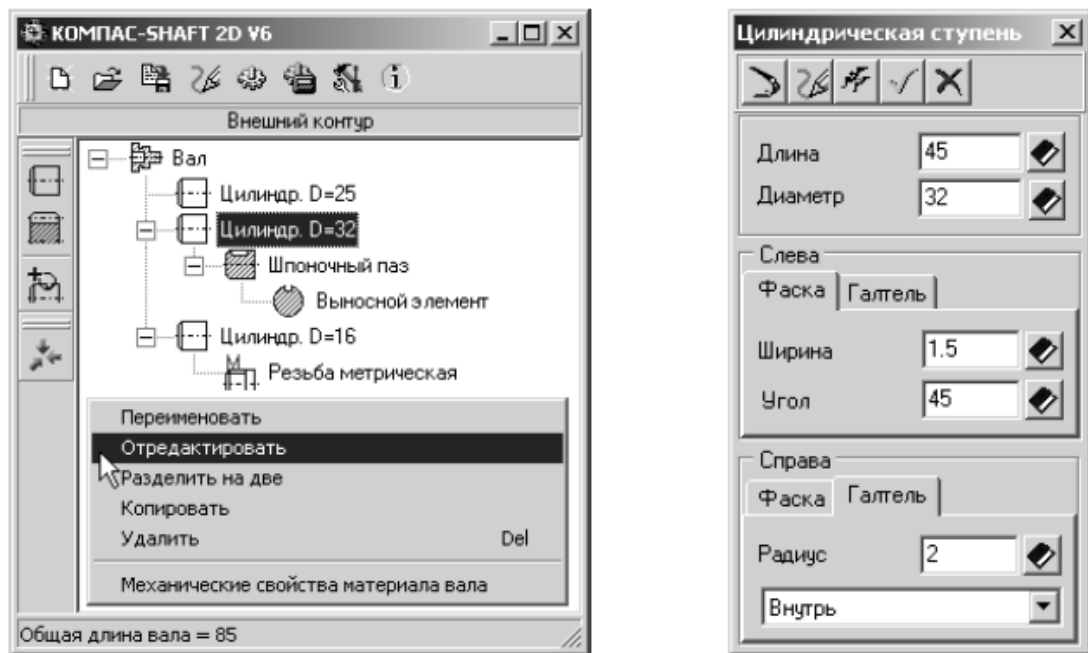 КОМПАС-SHAFT 2D V6
Внешний контур
Вал
Цилиндр. D=25
Цилиндр. D=32
Шпоночный паз
Выносной элемент
Цилиндр. D=16
Резьба метрическая
Переименовать
Отредактировать
Разделить на две
Копировать
Удалить Del
Механические свойства материала вала
Общая длина вала = 85
Цилиндрическая ступень
Длина 45
Диаметр 32
Слева
Фаска Галтель
Ширина 1.5
Угол 45
Справа
Фаска Галтель
Радиус 2
Внутрь